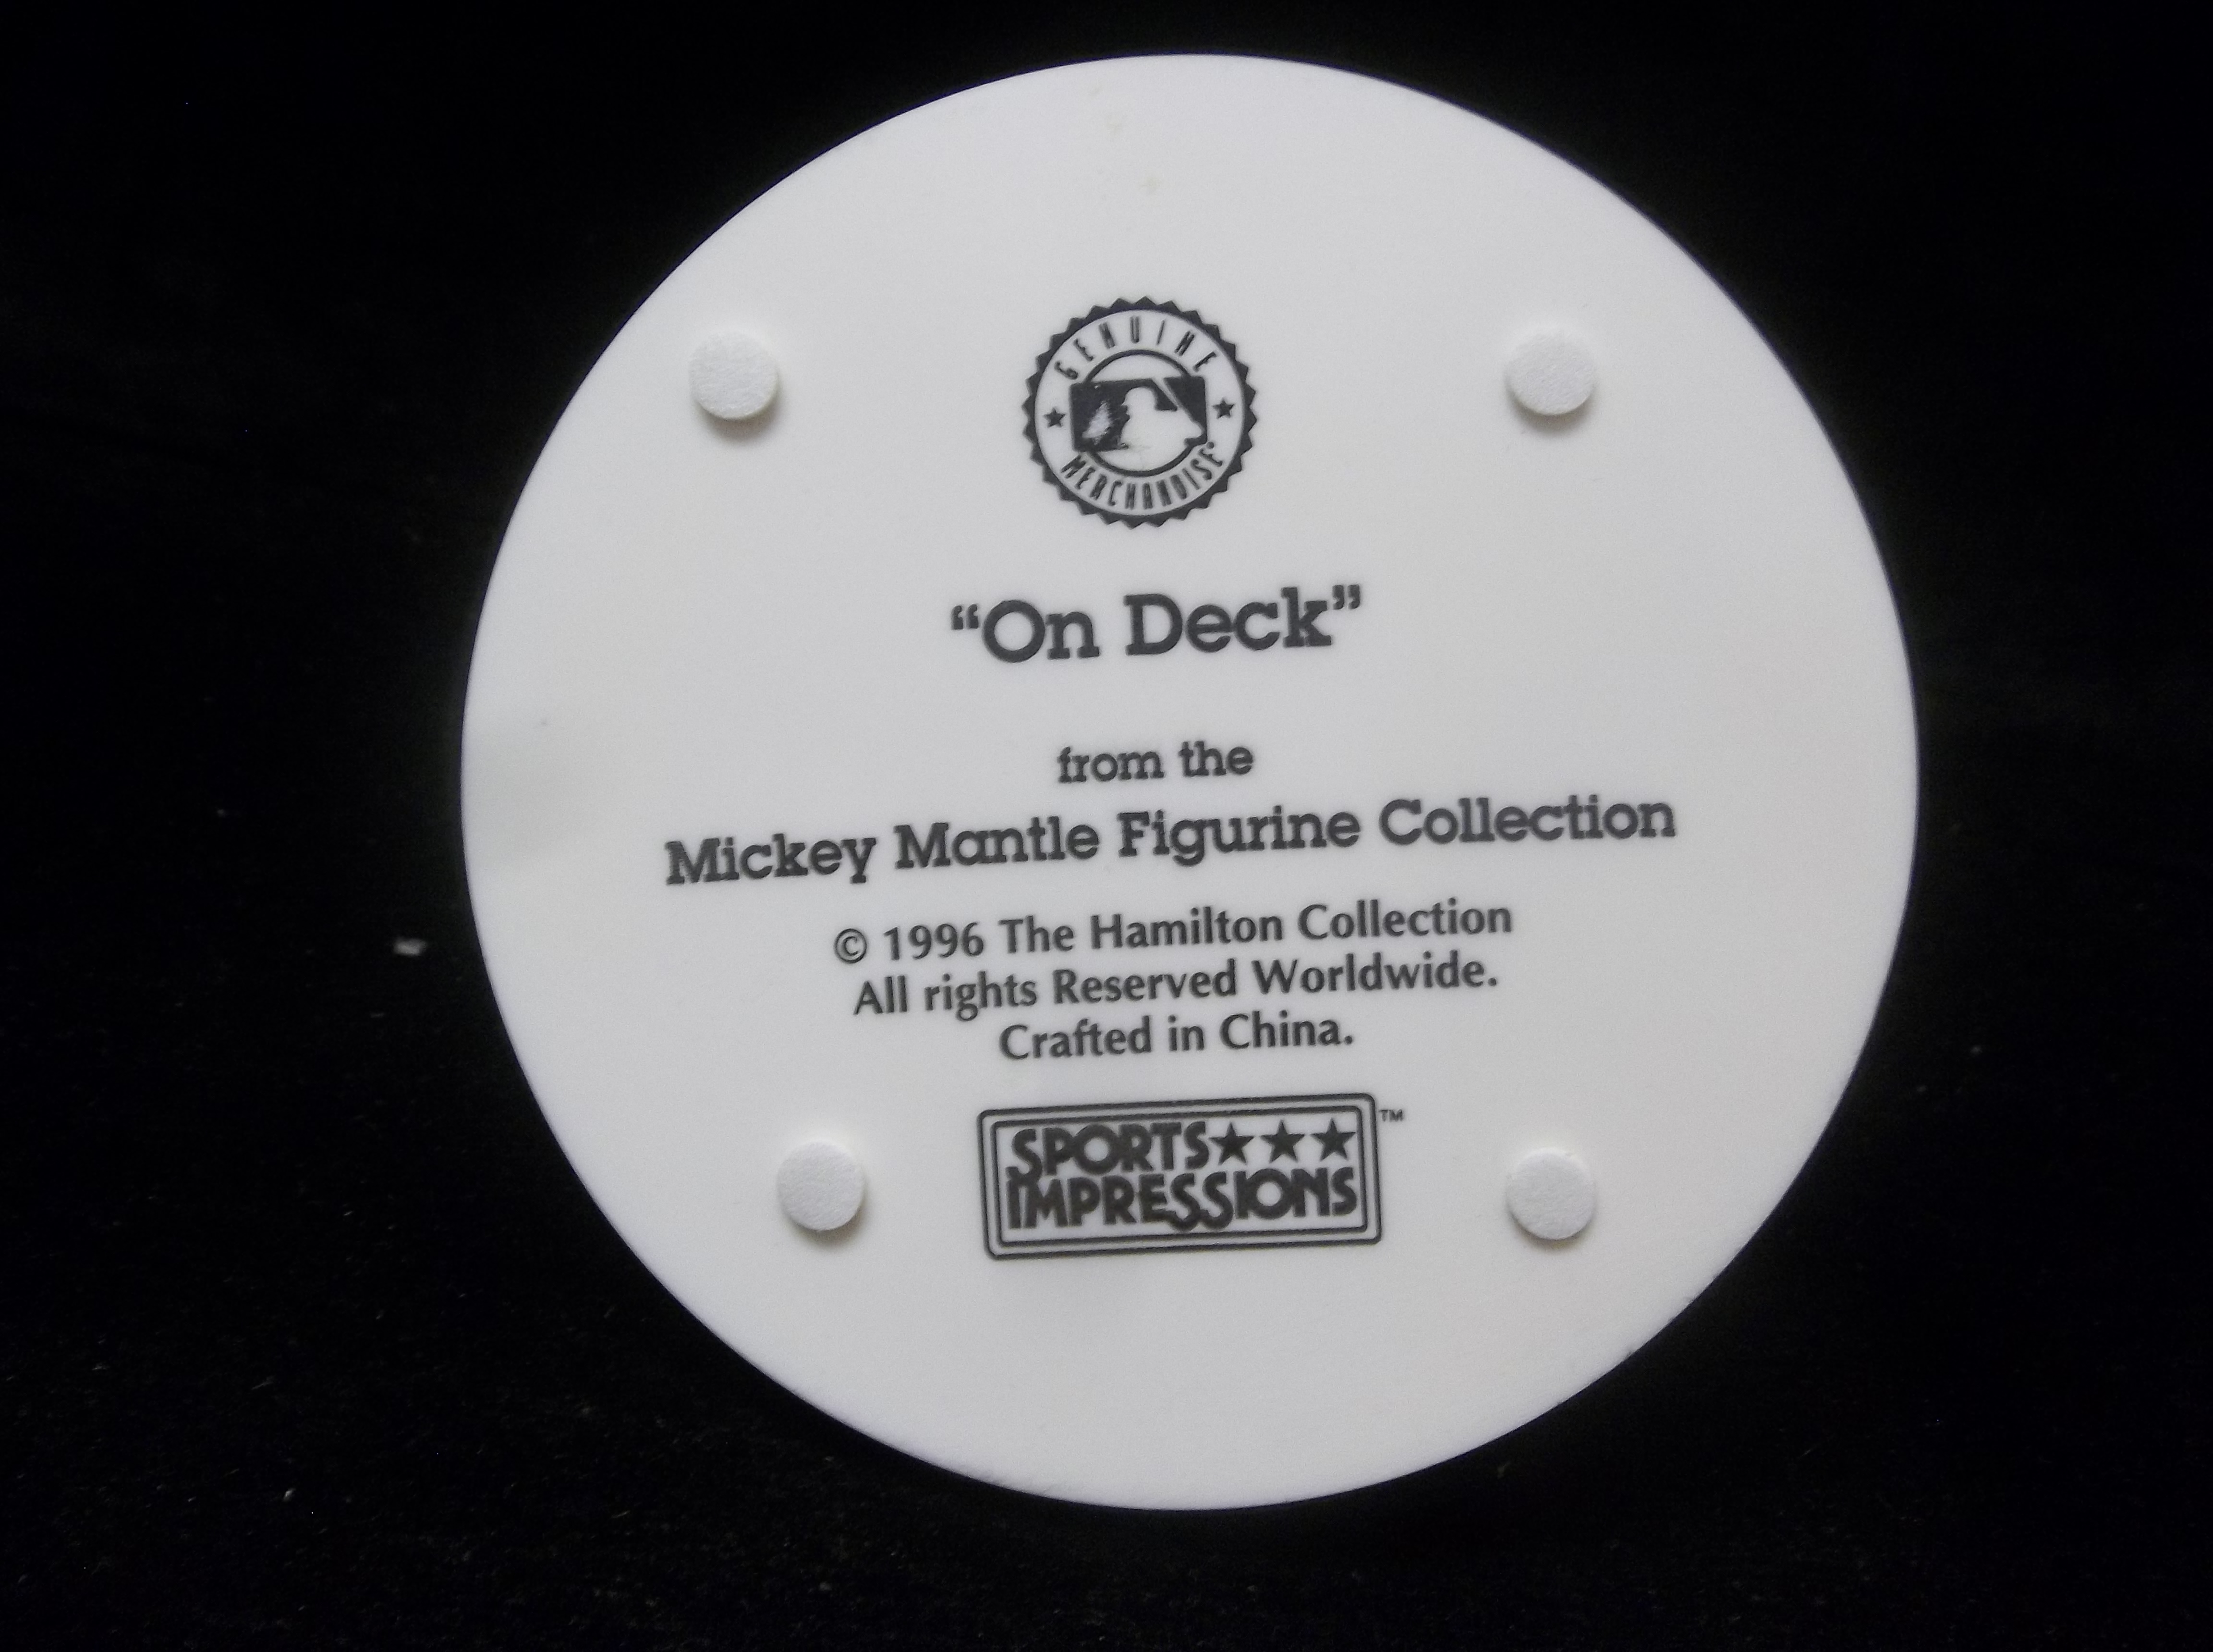 GENUINE
MERCHANDISE
“On Deck”
from the
Mickey Mantle Figurine Collection
© 1996 The Hamilton Collection
All rights Reserved Worldwide.
Crafted in China.
SPORTS★★★ ™
IMPRESSIONS